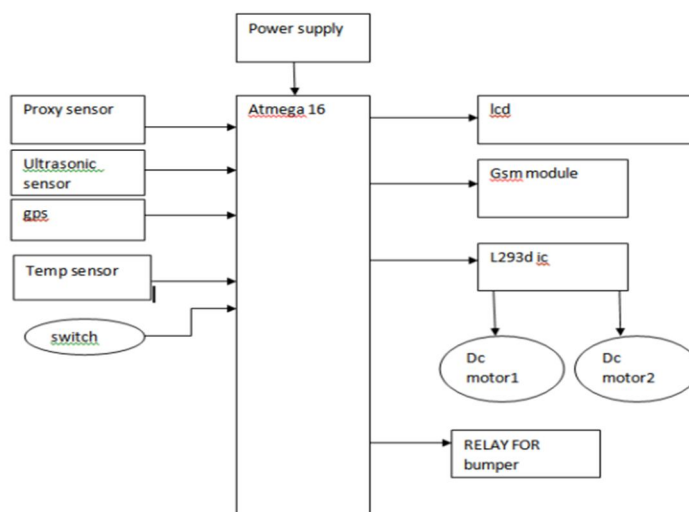 Power supply
Proxy sensor
Atmega 16
lcd
Ultrasonic
sensor
Gsm module
gps
L293d ic
Temp sensor
switch
Dc
motor1
Dc
motor2
RELAY FOR
bumper